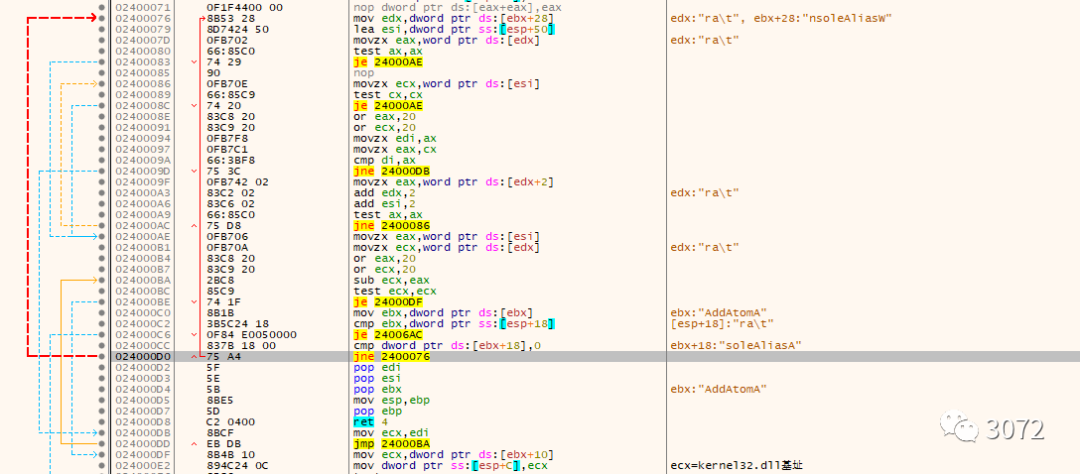 02400071 0F1F4400 00 nop dword ptr ds:[eax+eax],eax
02400076 8B53 28 mov edx,dword ptr ds:[ebx+28] edx:"ra\t", ebx+28:"nsoleAliasW"
02400079 8D7424 50 lea esi,dword ptr ss:[esp+50]
0240007D 0FB702 movzx eax,word ptr ds:[edx] edx:"ra\t"
02400080 66:85C0 test ax,ax
02400083 74 29 je 24000AE
02400085 90 nop
02400086 0FB70E movzx ecx,word ptr ds:[esi]
02400089 66:85C9 test cx,cx
0240008C 74 20 je 24000AE
0240008E 83C8 20 or eax,20
02400091 83C9 20 or ecx,20
02400094 0FB7F8 movzx edi,ax
02400097 0FB7C1 movzx eax,cx
0240009A 66:3BF8 cmp di,ax
0240009D 75 3C jne 24000DB
0240009F 0FB742 02 movzx eax,word ptr ds:[edx+2]
024000A3 83C2 02 add edx,2 edx:"ra\t"
024000A6 83C6 02 add esi,2
024000A9 66:85C0 test ax,ax
024000AC 75 D8 jne 2400086
024000AE 0FB706 movzx eax,word ptr ds:[esi]
024000B1 0FB70A movzx ecx,word ptr ds:[edx] edx:"ra\t"
024000B4 83C8 20 or eax,20
024000B7 83C9 20 or ecx,20
024000BA 2BC8 sub ecx,eax
024000BC 85C9 test ecx,ecx
024000BE 74 1F je 24000DF
024000C0 8B1B mov ebx,dword ptr ds:[ebx] ebx:"AddAtomA"
024000C2 3B5C24 18 cmp ebx,dword ptr ss:[esp+18] [esp+18]:"ra\t"
024000C6 0F84 E0050000 je 24006AC
024000CC 837B 18 00 cmp dword ptr ds:[ebx+18],0 ebx+18:"soleAliasA"
024000D0 75 A4 jne 2400076
024000D2 5F pop edi
024000D3 5E pop esi
024000D4 5B pop ebx ebx:"AddAtomA"
024000D5 8BE5 mov esp,ebp
024000D7 5D pop ebp
024000D8 C2 0400 ret 4
024000DB 8BCF mov ecx,edi
024000DD EB DB jmp 24000BA
024000DF 8B4B 10 mov ecx,dword ptr ds:[ebx+10]
024000E2 894C24 0C mov dword ptr ss:[esp+C],ecx ecx=kernel32.dll基址
3072